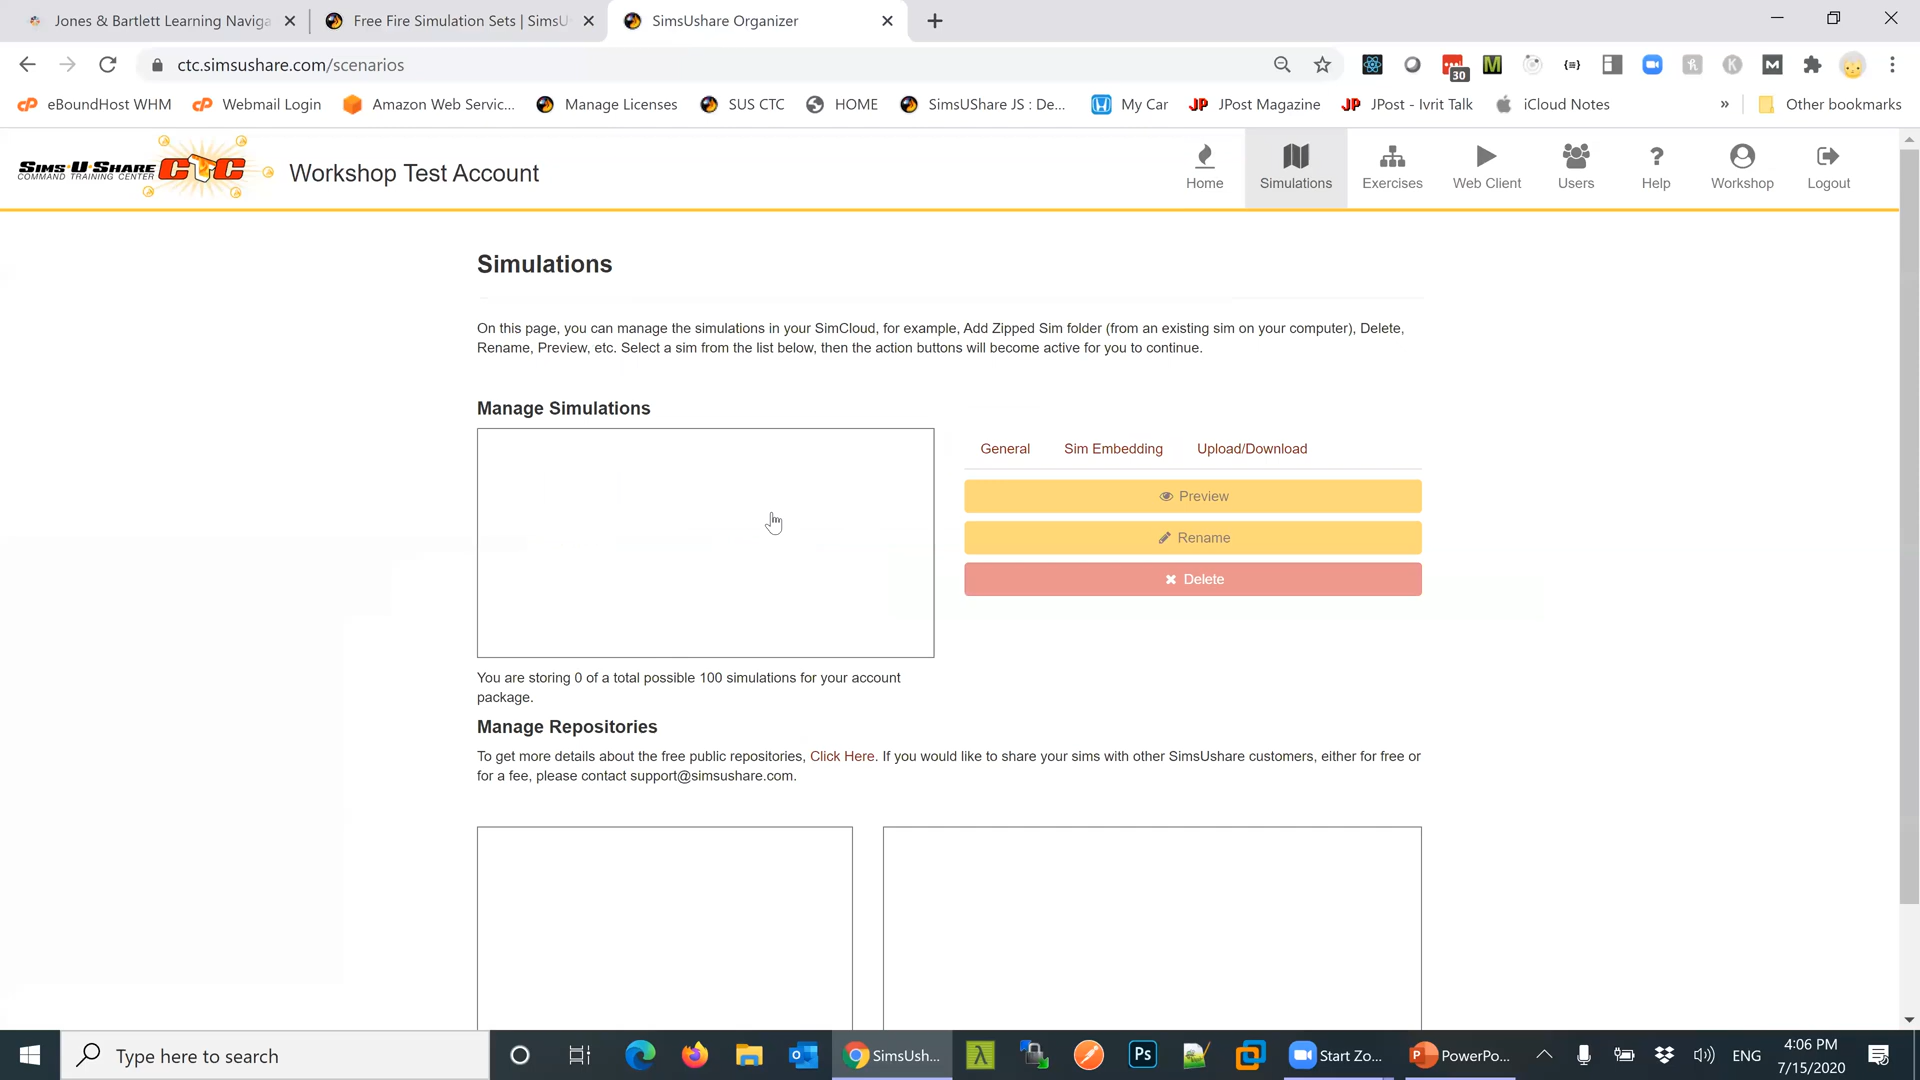 Jones & Bartlett Learning Naviga
Free Fire Simulation Sets | SimsU
SimsUshare Organizer
ctc.simsushare.com/scenarios
30
eBoundHost WHM
Webmail Login
Amazon Web Servic...
Manage Licenses
SUS CTC
HOME
SimsUShare JS : De...
My Car
JP JPost Magazine
JP JPost - Ivrit Talk
iCloud Notes
»
Other bookmarks
SIMS U SHARE CTC
COMMAND TRAINING CENTER
Workshop Test Account
Home
Simulations
Exercises
Web Client
Users
Help
Workshop
Logout
Simulations
On this page, you can manage the simulations in your SimCloud, for example, Add Zipped Sim folder (from an existing sim on your computer), Delete,
Rename, Preview, etc. Select a sim from the list below, then the action buttons will become active for you to continue.
Manage Simulations
General
Sim Embedding
Upload/Download
Preview
Rename
Delete
You are storing 0 of a total possible 100 simulations for your account
package.
Manage Repositories
To get more details about the free public repositories, Click Here. If you would like to share your sims with other SimsUshare customers, either for free or
for a fee, please contact support@simsushare.com.
Type here to search
SimsUsh...
Ps
Start Zo...
PowerPo...
ENG
4:06 PM
7/15/2020